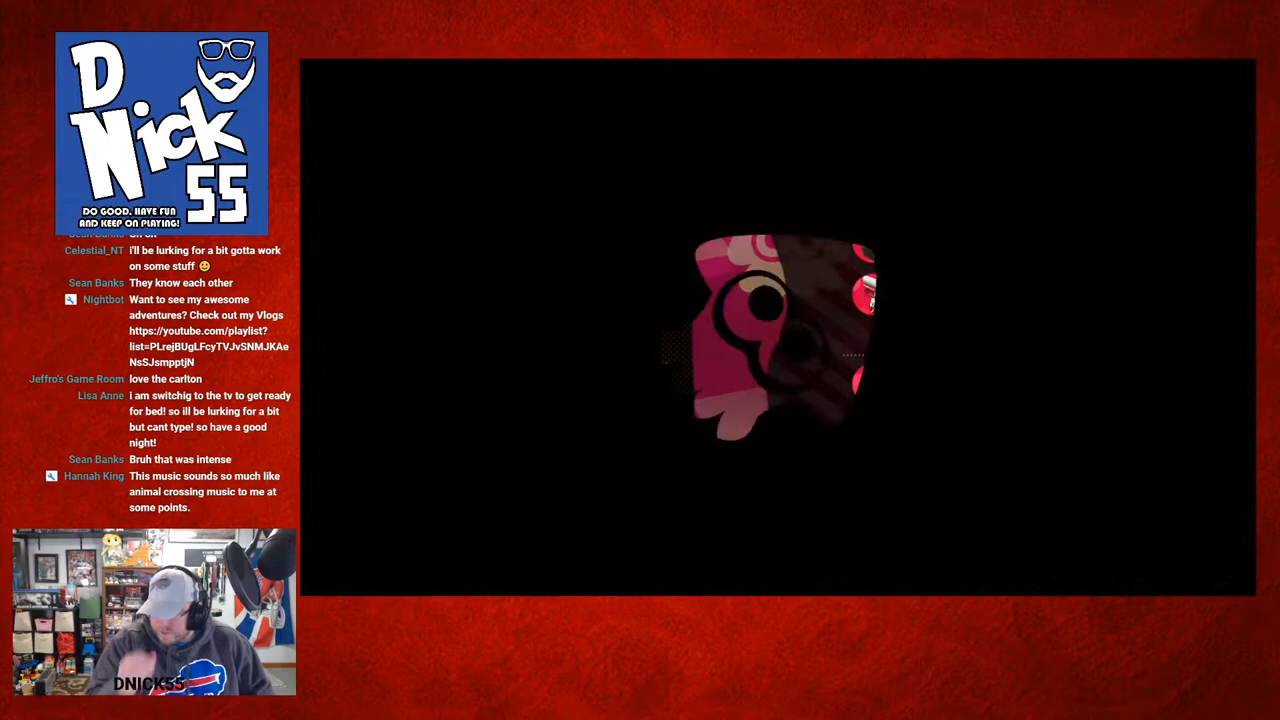 D
Nick
55
DO GOOD, HAVE FUN
AND KEEP ON PLAYING!
Celestial_NT i'll be lurking for a bit gotta work
on some stuff
Sean Banks They know each other
Nightbot Want to see my awesome
adventures? Check out my Vlogs
https://youtube.com/playlist?
list=PLrejBUgLFcyTVJvSNMJKAe
NsSJsmpptjN
Jeffro's Game Room love the carlton
Lisa Anne i am switchig to the tv to get ready
for bed! so ill be lurking for a bit
but cant type! so have a good
night!
Sean Banks Bruh that was intense
Hannah King This music sounds so much like
animal crossing music to me at
some points.
DNICK55